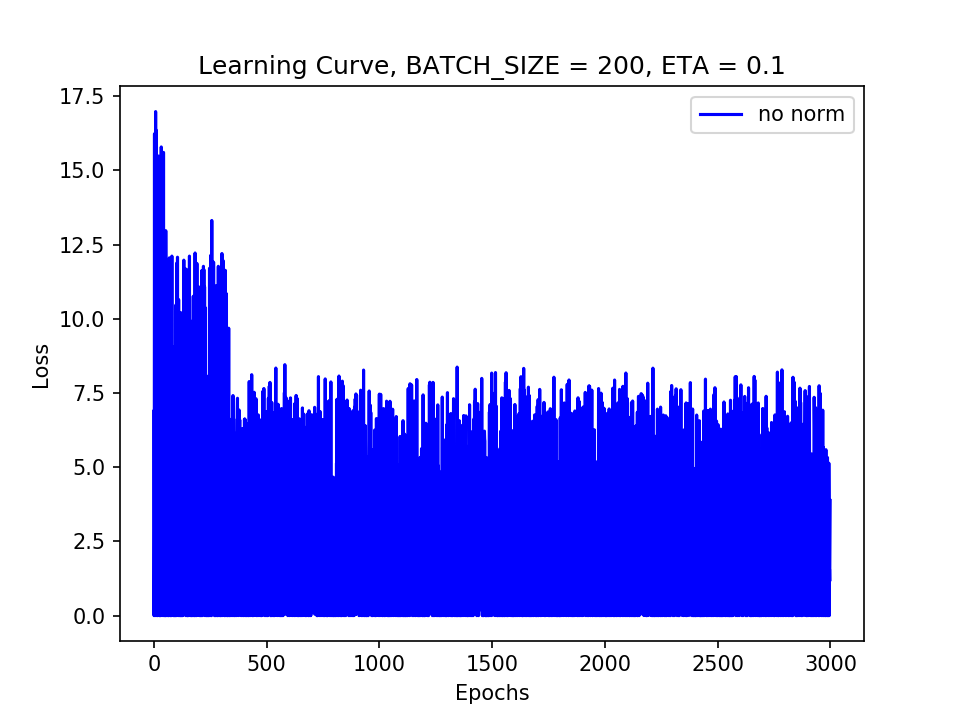 Learning Curve, BATCH_SIZE = 200, ETA = 0.1
no norm
17.5
15.0
12.5
10.0
7.5
5.0
2.5
0.0
Loss
0 500 1000 1500 2000 2500 3000
Epochs